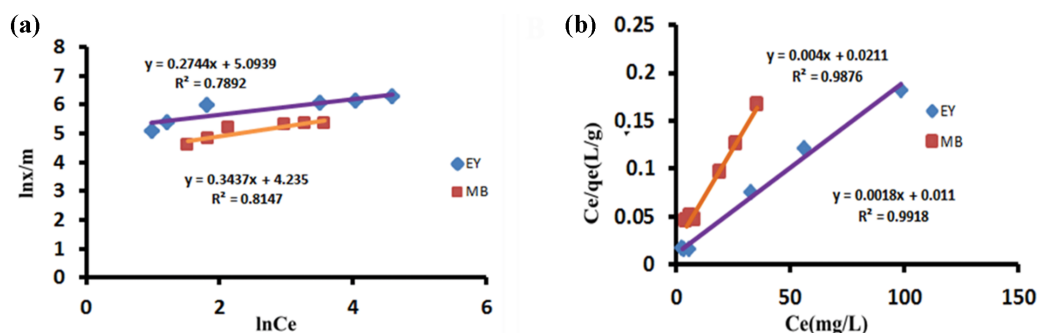 (a)
8
7
6
5
4
3
2
1
0
lnx/m
y = 0.2744x + 5.0939
R² = 0.7892
y = 0.3437x + 4.235
R² = 0.8147
EY
MB
0 2 4 6
lnCe
(b)
0.25
0.2
0.15
0.1
0.05
0
Ce/qe(L/g)
y = 0.004x + 0.0211
R² = 0.9876
y = 0.0018x + 0.011
R² = 0.9918
EY
MB
0 50 100 150
Ce(mg/L)